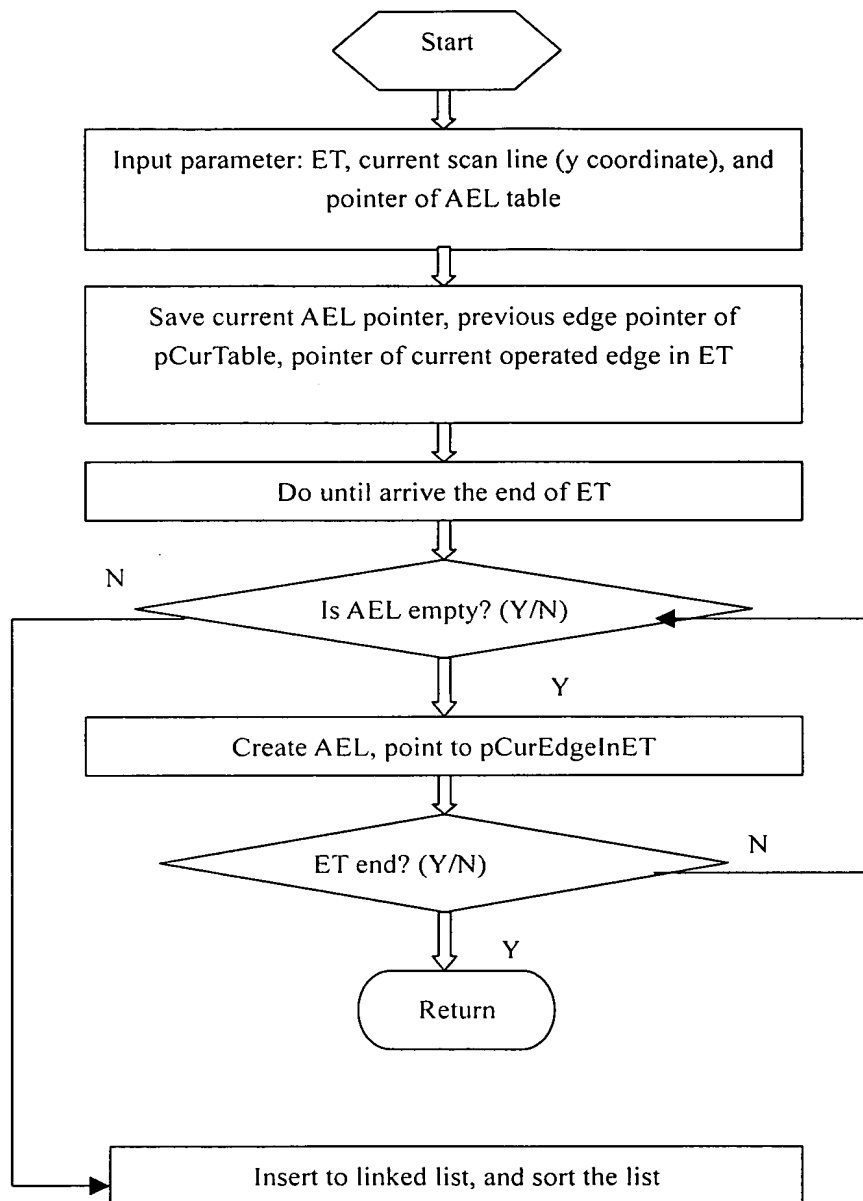 Start
Input parameter: ET, current scan line (y coordinate), and
pointer of AEL table
Save current AEL pointer, previous edge pointer of
pCurTable, pointer of current operated edge in ET
Do until arrive the end of ET
N
Is AEL empty? (Y/N)
Y
Create AEL, point to pCurEdgeInET
ET end? (Y/N)
N
Y
Return
Insert to linked list, and sort the list